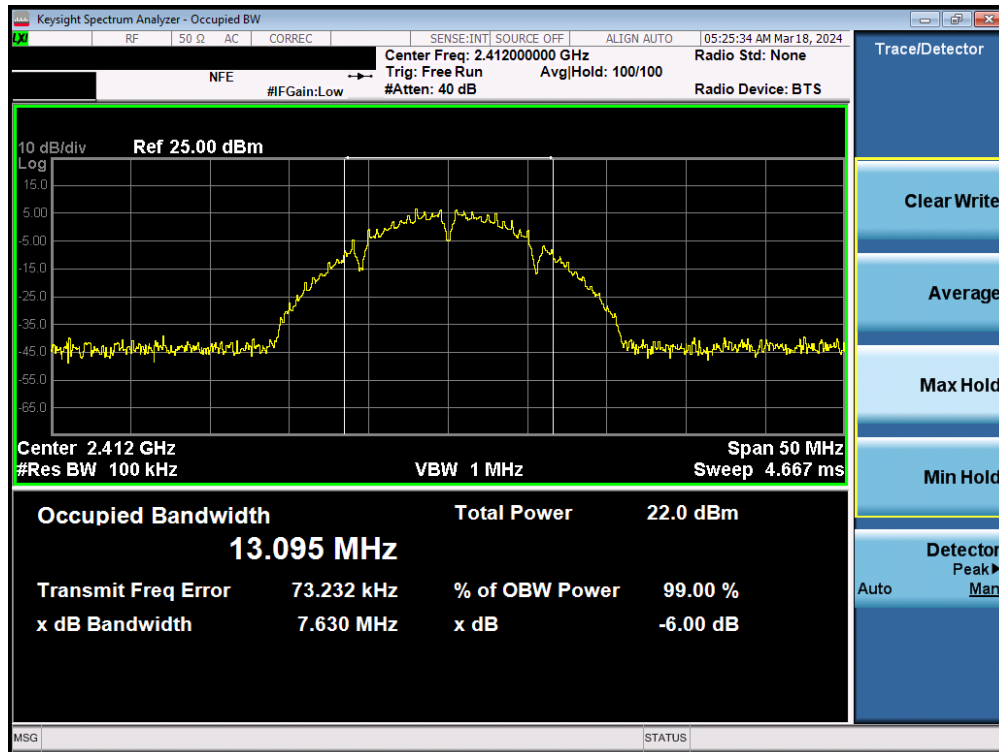 Keysight Spectrum Analyzer - Occupied BW
LXI RF 50 Ω AC CORREC SENSE:INT SOURCE OFF ALIGN AUTO 05:25:34 AM Mar 18, 2024
Center Freq: 2.412000000 GHz Radio Std: None
NFE Trig: Free Run Avg|Hold: 100/100
#IFGain:Low #Atten: 40 dB Radio Device: BTS
10 dB/div Ref 25.00 dBm
Log
15.0
5.00
-5.00
-15.0
-25.0
-35.0
-45.0
-55.0
-65.0
Center 2.412 GHz Span 50 MHz
#Res BW 100 kHz VBW 1 MHz Sweep 4.667 ms
Occupied Bandwidth Total Power 22.0 dBm
13.095 MHz
Transmit Freq Error 73.232 kHz % of OBW Power 99.00 %
x dB Bandwidth 7.630 MHz x dB -6.00 dB
MSG STATUS
Trace/Detector
Clear Write
Average
Max Hold
Min Hold
Detector
Peak▶
Auto Man